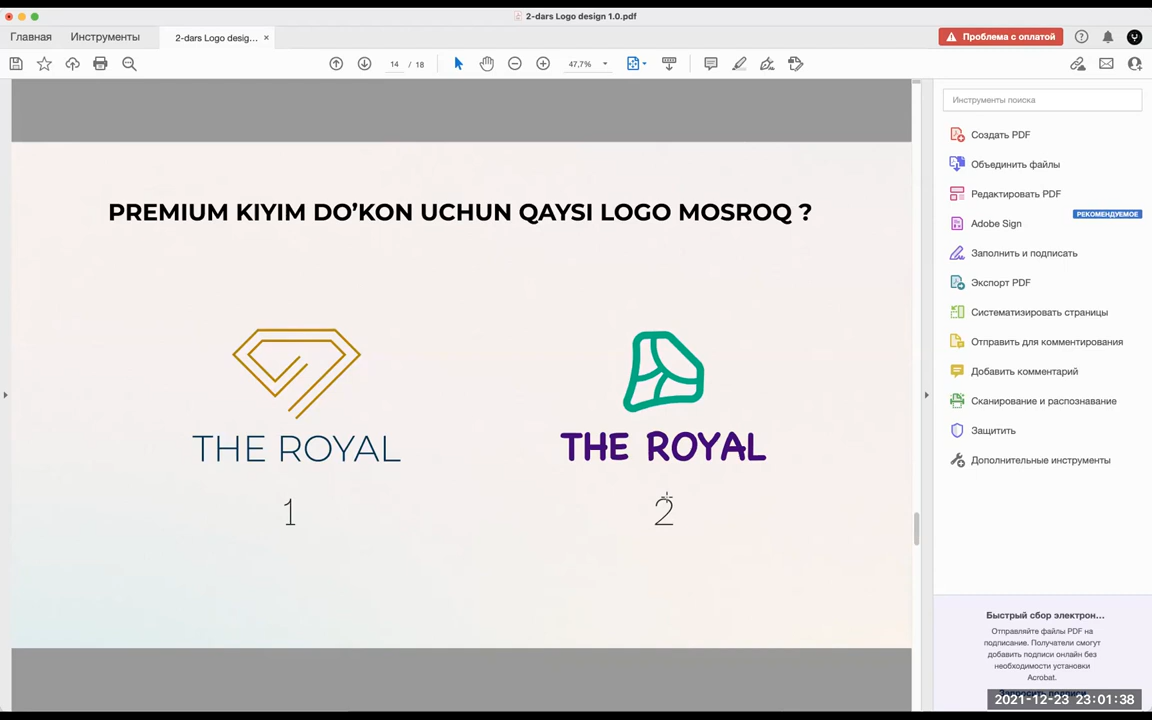 2-dars Logo design 1.0.pdf
Главная
Инструменты
2-dars Logo desig... ×
Проблема с оплатой
14 / 18
47,7%
Инструменты поиска
Создать PDF
Объединить файлы
Редактировать PDF
РЕКОМЕНДУЕМОЕ
Adobe Sign
Заполнить и подписать
Экспорт PDF
Систематизировать страницы
Отправить для комментирования
Добавить комментарий
Сканирование и распознавание
Защитить
Дополнительные инструменты
PREMIUM KIYIM DO’KON UCHUN QAYSI LOGO MOSROQ ?
THE ROYAL
1
THE ROYAL
2
Быстрый сбор электрон...
Отправляйте файлы PDF на
подписание. Получатели смогут
добавить подписи онлайн без
необходимости установки
Acrobat.
Запросить подписи
2021-12-23 23:01:38